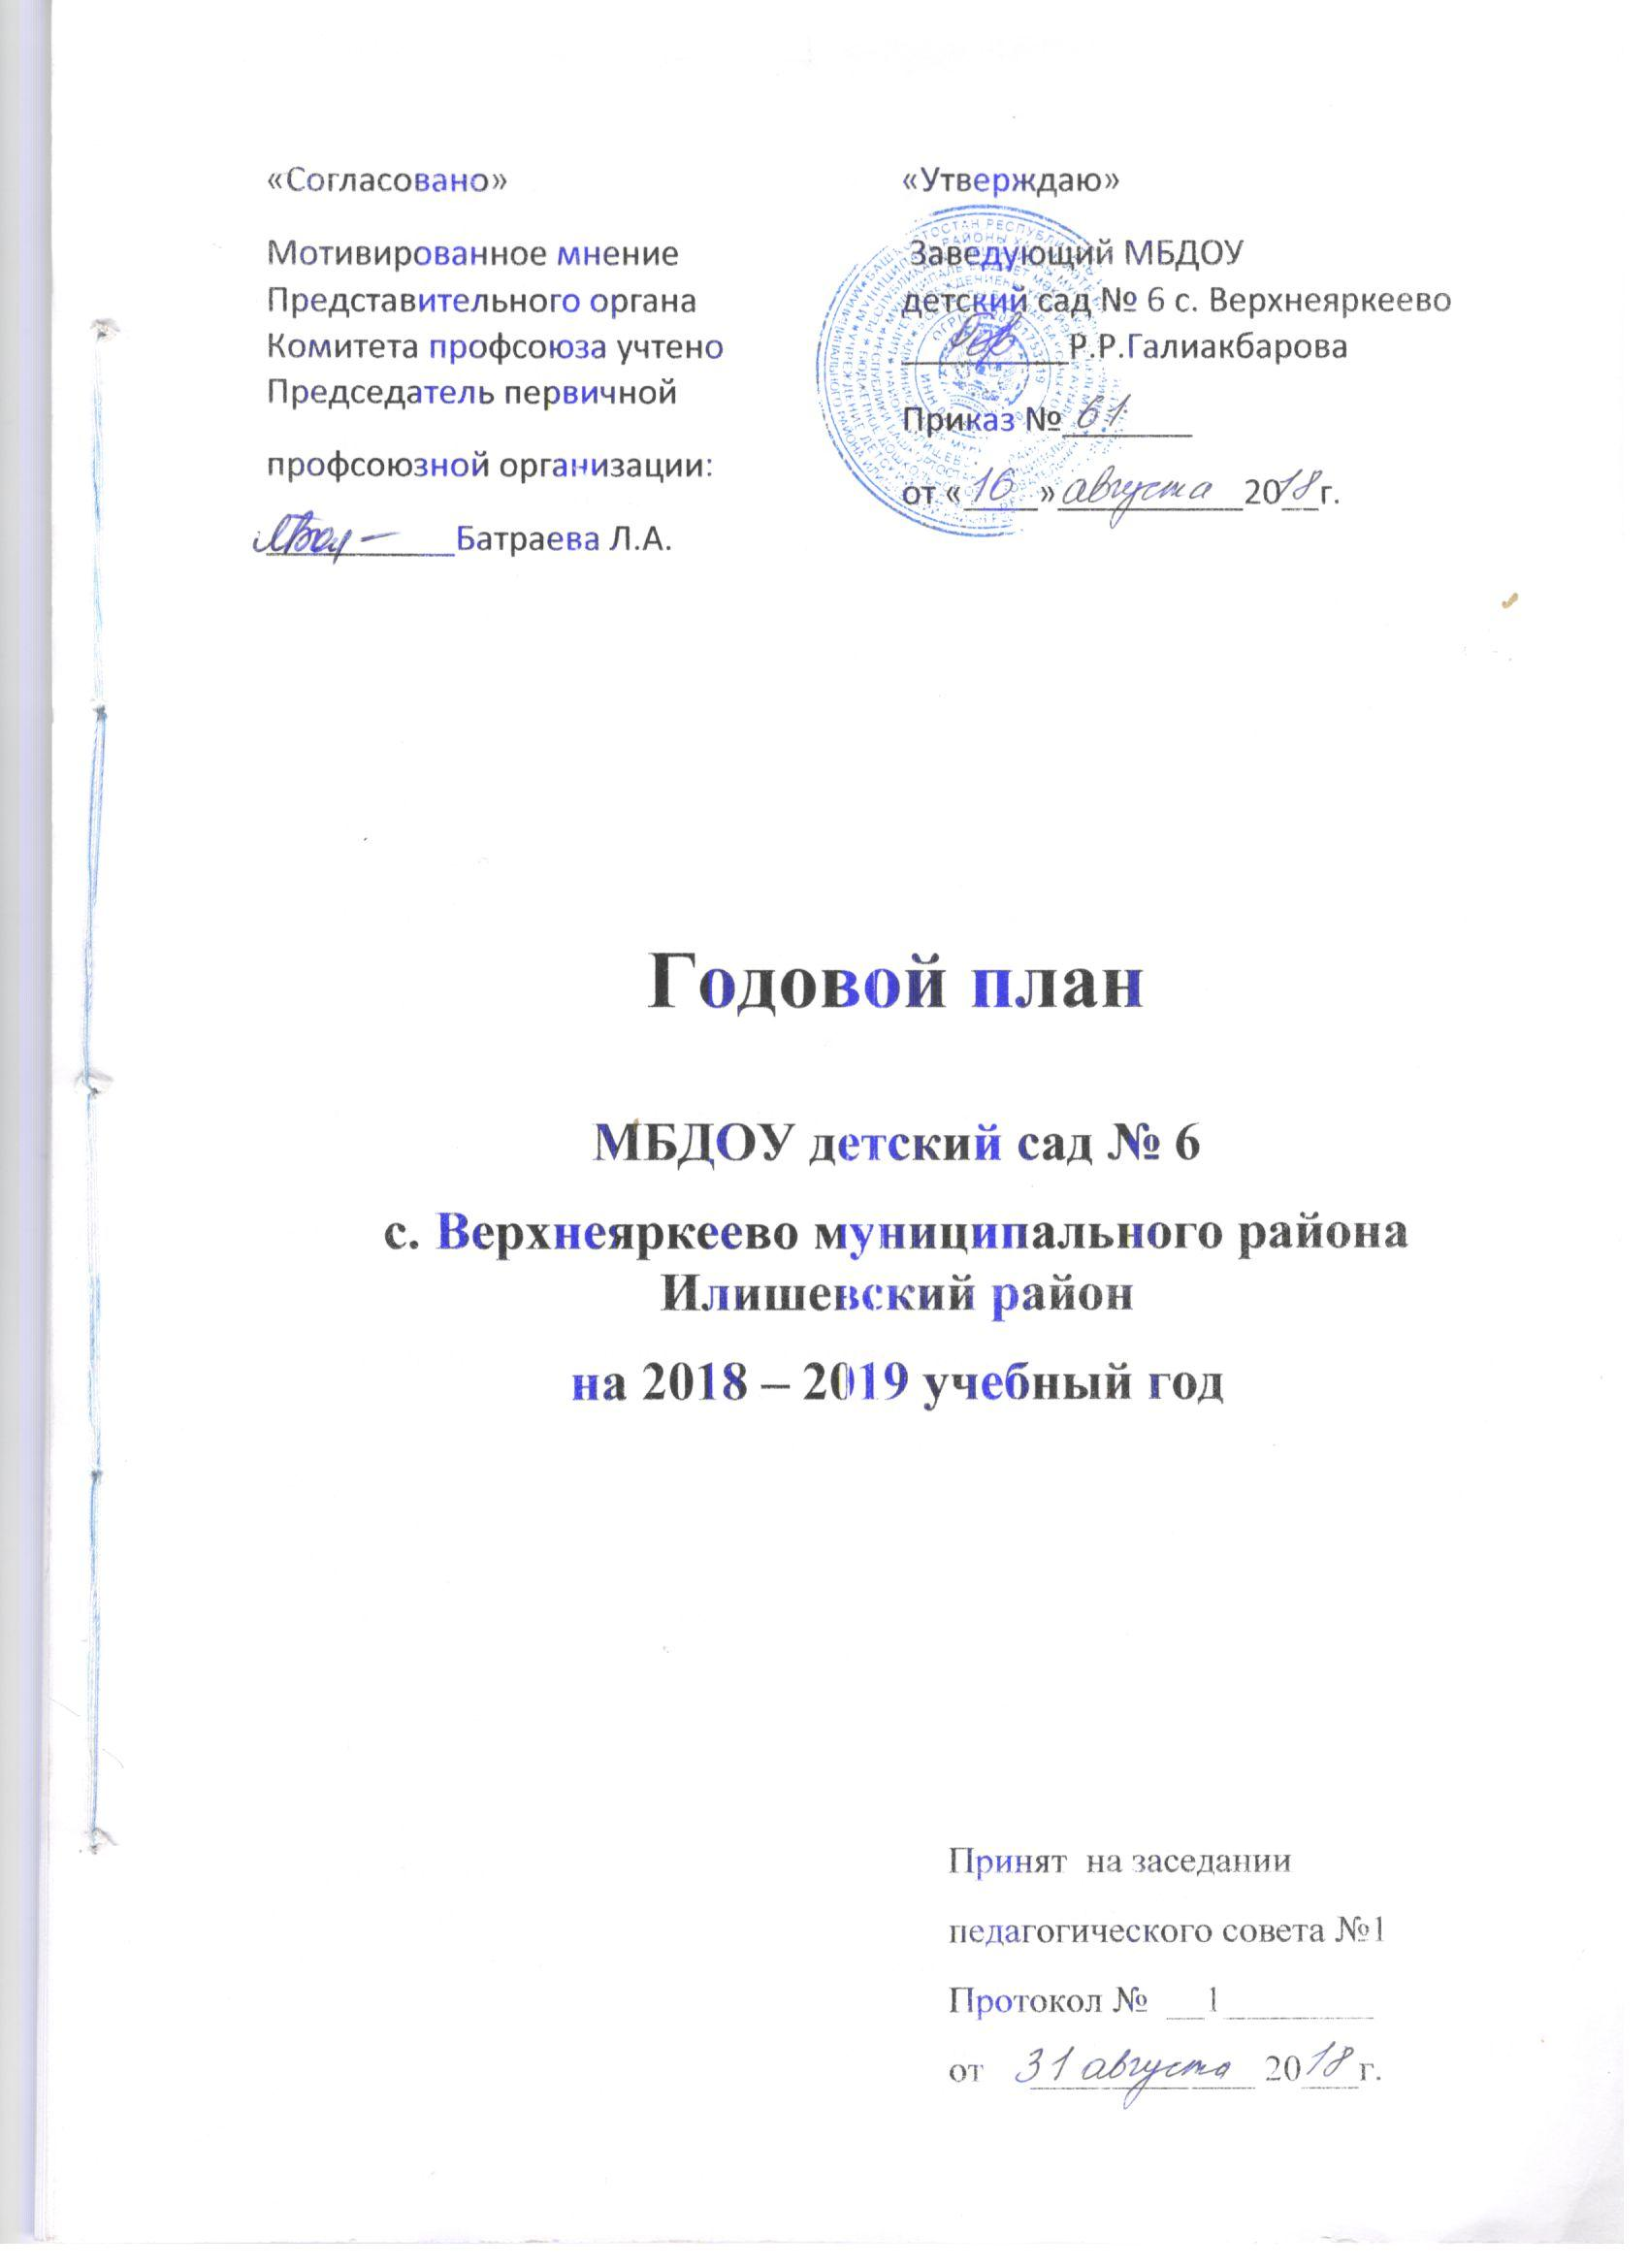 «Согласовано»
Мотивированное мнение
Представительного органа
Комитета профсоюза учтено
Председатель первичной
профсоюзной организации:
Батраева Л.А.
«Утверждаю»
Заведующий МБДОУ
детский сад № 6 с. Верхнеяркеево
Р.Р.Галиакбарова
Приказ № 61
от « 16 » августа 2018 г.
Годовой план
МБДОУ детский сад № 6
с. Верхнеяркеево муниципального района
Илишевский район
на 2018 – 2019 учебный год
Принят на заседании
педагогического совета №1
Протокол № 1
от 31 августа 2018 г.